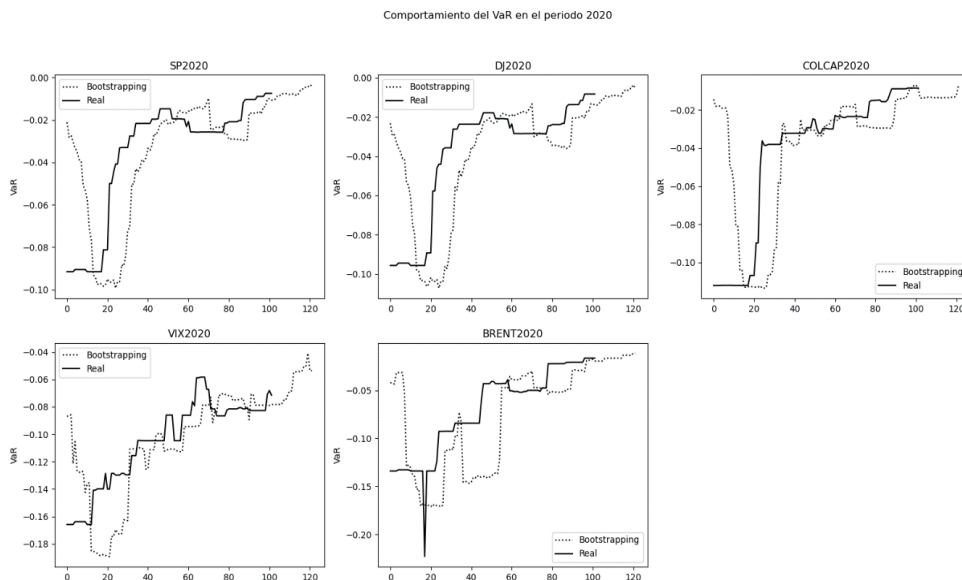 Comportamiento del VaR en el periodo 2020
SP2020
0.00
−0.02
−0.04
−0.06
−0.08
−0.10
VaR
Bootstrapping
Real
0 20 40 60 80 100 120
DJ2020
0.00
−0.02
−0.04
−0.06
−0.08
−0.10
VaR
Bootstrapping
Real
0 20 40 60 80 100 120
COLCAP2020
−0.02
−0.04
−0.06
−0.08
−0.10
VaR
Bootstrapping
Real
0 20 40 60 80 100 120
VIX2020
−0.04
−0.06
−0.08
−0.10
−0.12
−0.14
−0.16
−0.18
VaR
Bootstrapping
Real
0 20 40 60 80 100 120
BRENT2020
−0.05
−0.10
−0.15
−0.20
VaR
Bootstrapping
Real
0 20 40 60 80 100 120